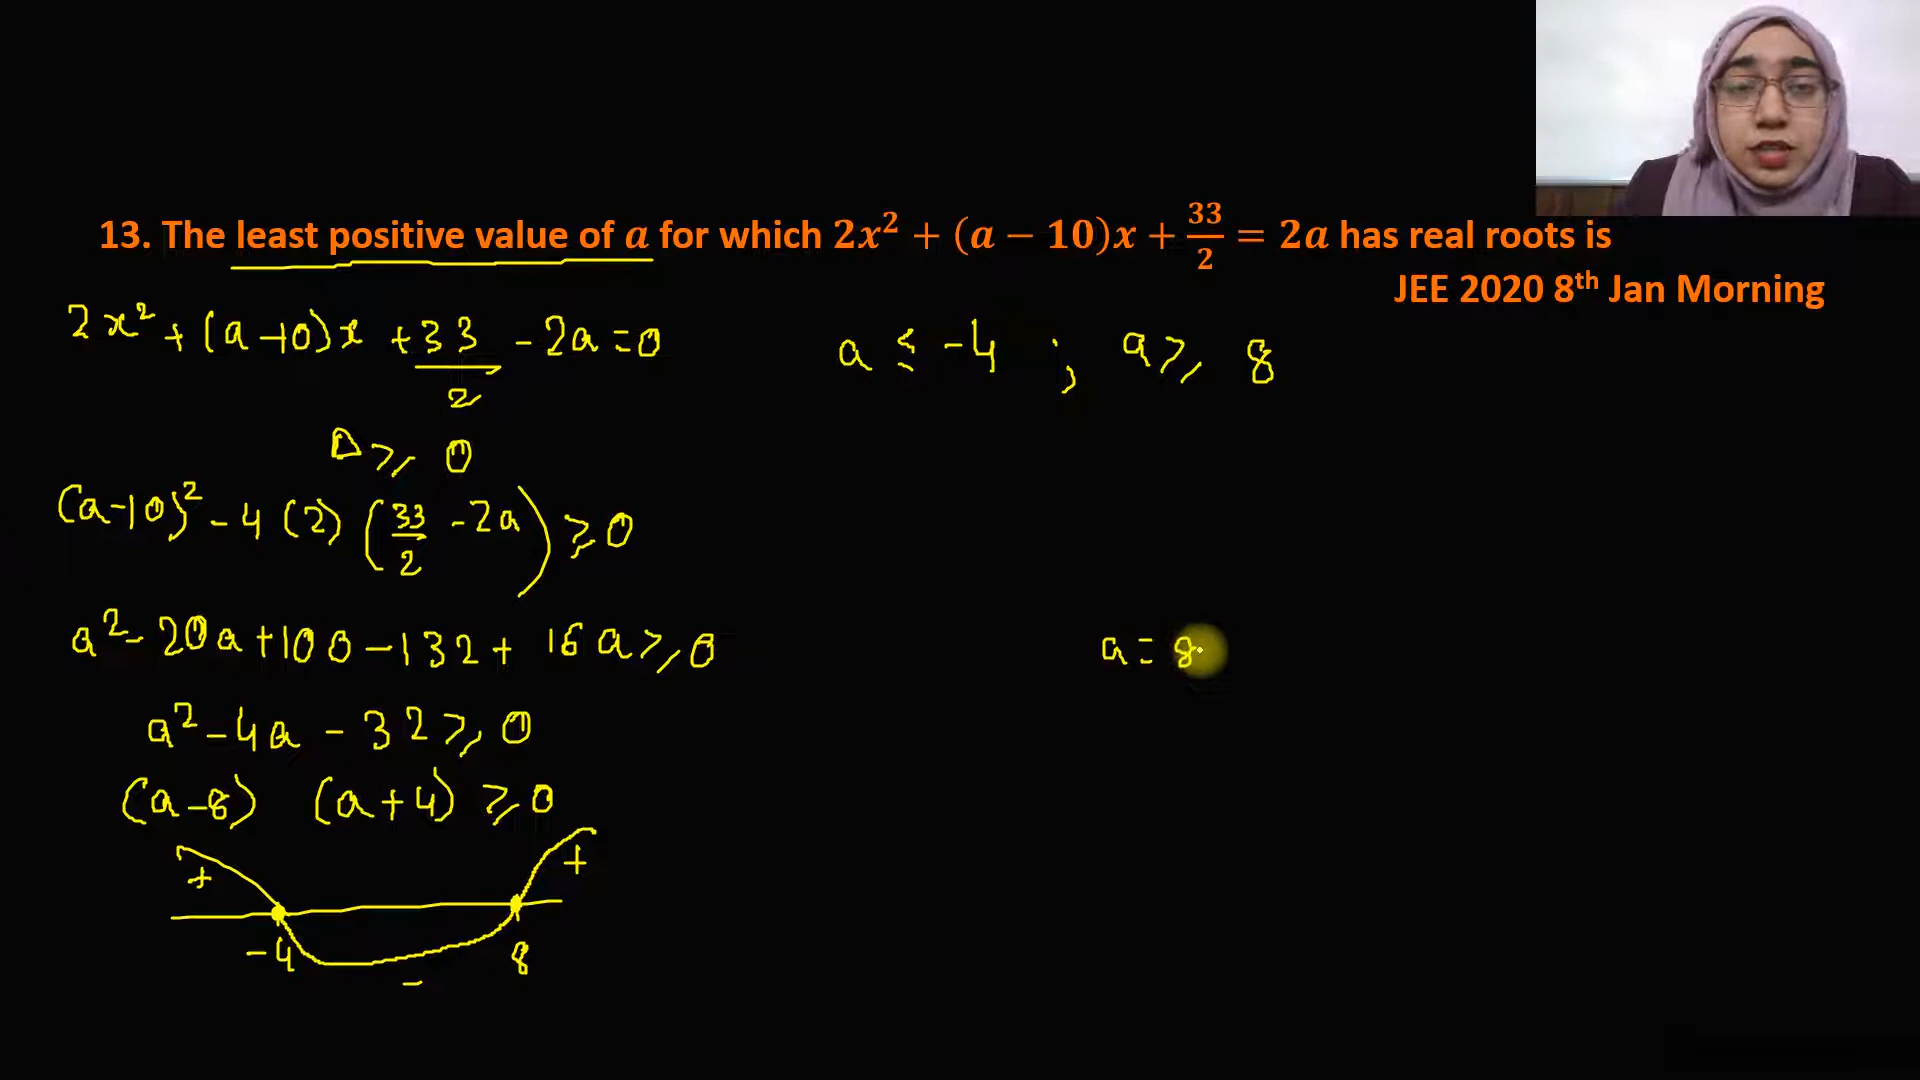 13. The least positive value of a for which 2x² + (a − 10)x + 33/2 = 2a has real roots is
JEE 2020 8th Jan Morning
2x² + (a-10)x + 33/2 - 2a = 0
Δ ≥ 0
(a-10)² - 4(2)(33/2 - 2a) ≥ 0
a² - 20a + 100 - 132 + 16a ≥ 0
a² - 4a - 32 ≥ 0
(a-8) (a+4) ≥ 0
+ +
-4 8
-
a ≤ -4 ; a ≥ 8
a = 8